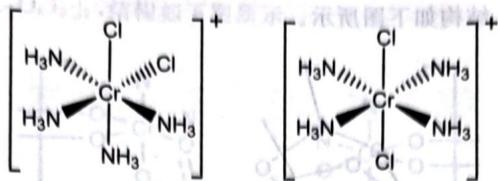 +
Cl
H₃N Cl
Cr
H₃N NH₃
NH₃
+
Cl
H₃N NH₃
Cr
H₃N NH₃
Cl